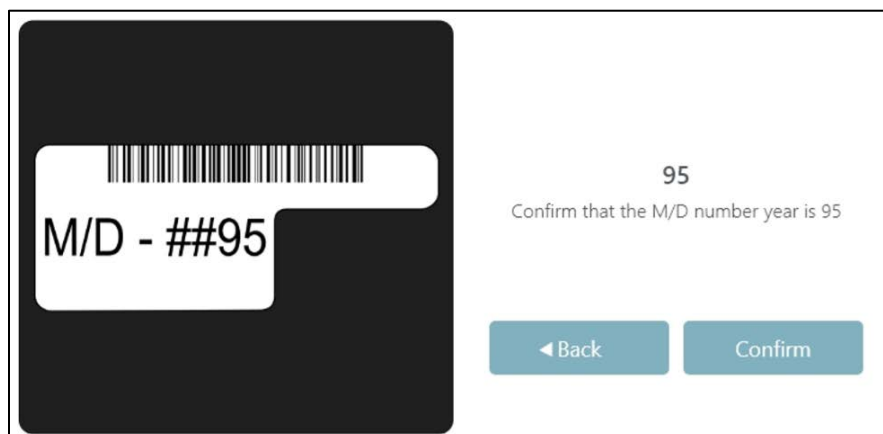 M/D - ##95
95
Confirm that the M/D number year is 95
◄Back
Confirm